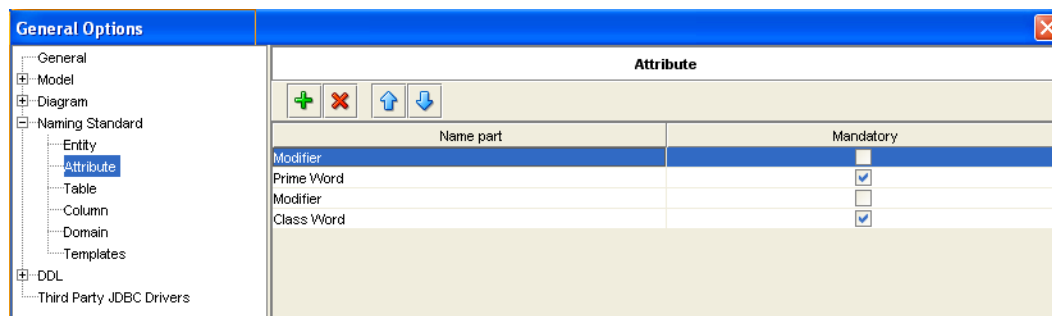 General Options
General
Model
Diagram
Naming Standard
Entity
Attribute
Table
Column
Domain
Templates
DDL
Third Party JDBC Drivers
Attribute
Name part Mandatory
Modifier
Prime Word
Modifier
Class Word